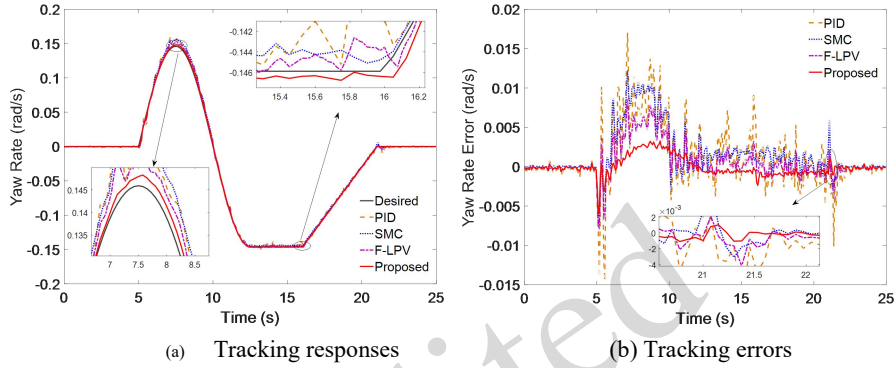 0.2
0.15
0.1
0.05
0
-0.05
-0.1
-0.15
-0.2
Yaw Rate (rad/s)
-0.142
-0.144
-0.146
15.4 15.6 15.8 16 16.2
0.145
0.14
0.135
7 7.5 8 8.5
Desired
PID
SMC
F-LPV
Proposed
0 5 10 15 20 25
Time (s)
(a) Tracking responses
0.02
0.015
0.01
0.005
0
-0.005
-0.01
-0.015
Yaw Rate Error (rad/s)
PID
SMC
F-LPV
Proposed
×10⁻³
2
0
-2
-4
21 21.5 22
0 5 10 15 20 25
Time (s)
(b) Tracking errors